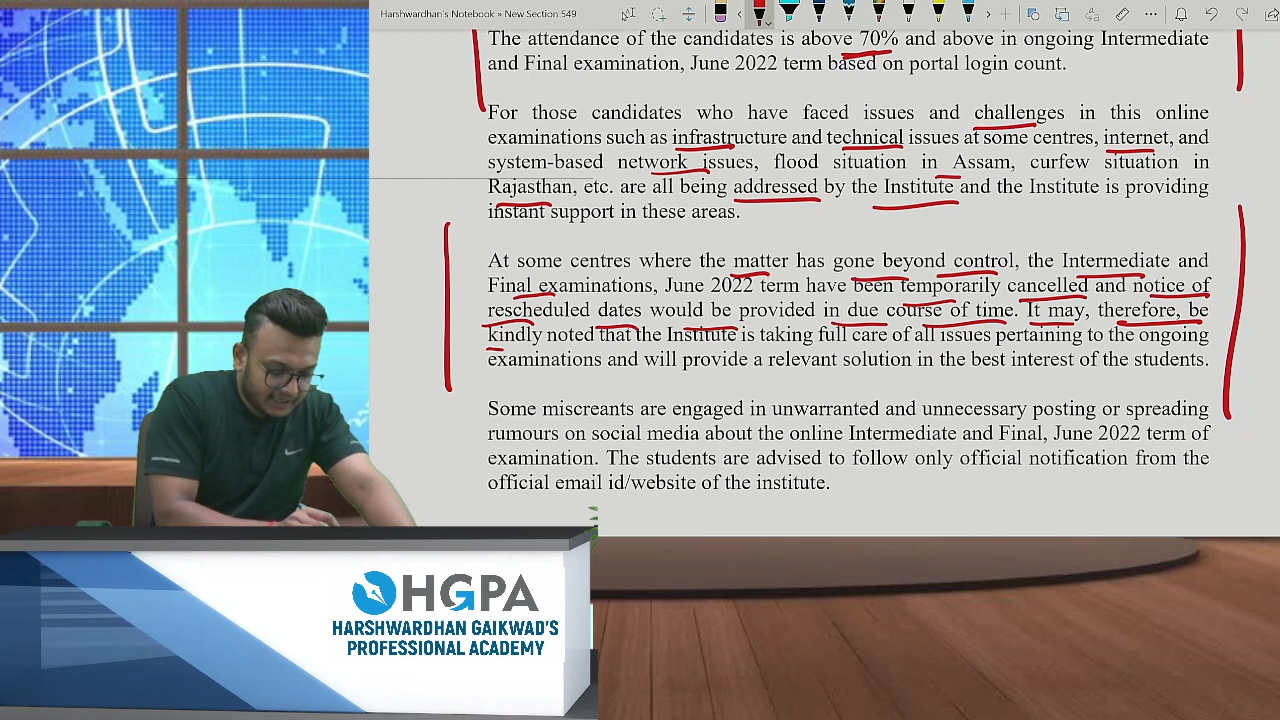 Harshwardhan's Notebook » New Section 549
The attendance of the candidates is above 70% and above in ongoing Intermediate
and Final examination, June 2022 term based on portal login count.
For those candidates who have faced issues and challenges in this online
examinations such as infrastructure and technical issues at some centres, internet, and
system-based network issues, flood situation in Assam, curfew situation in
Rajasthan, etc. are all being addressed by the Institute and the Institute is providing
instant support in these areas.
At some centres where the matter has gone beyond control, the Intermediate and
Final examinations, June 2022 term have been temporarily cancelled and notice of
rescheduled dates would be provided in due course of time. It may, therefore, be
kindly noted that the Institute is taking full care of all issues pertaining to the ongoing
examinations and will provide a relevant solution in the best interest of the students.
Some miscreants are engaged in unwarranted and unnecessary posting or spreading
rumours on social media about the online Intermediate and Final, June 2022 term of
examination. The students are advised to follow only official notification from the
official email id/website of the institute.
HGPA
HARSHWARDHAN GAIKWAD'S
PROFESSIONAL ACADEMY